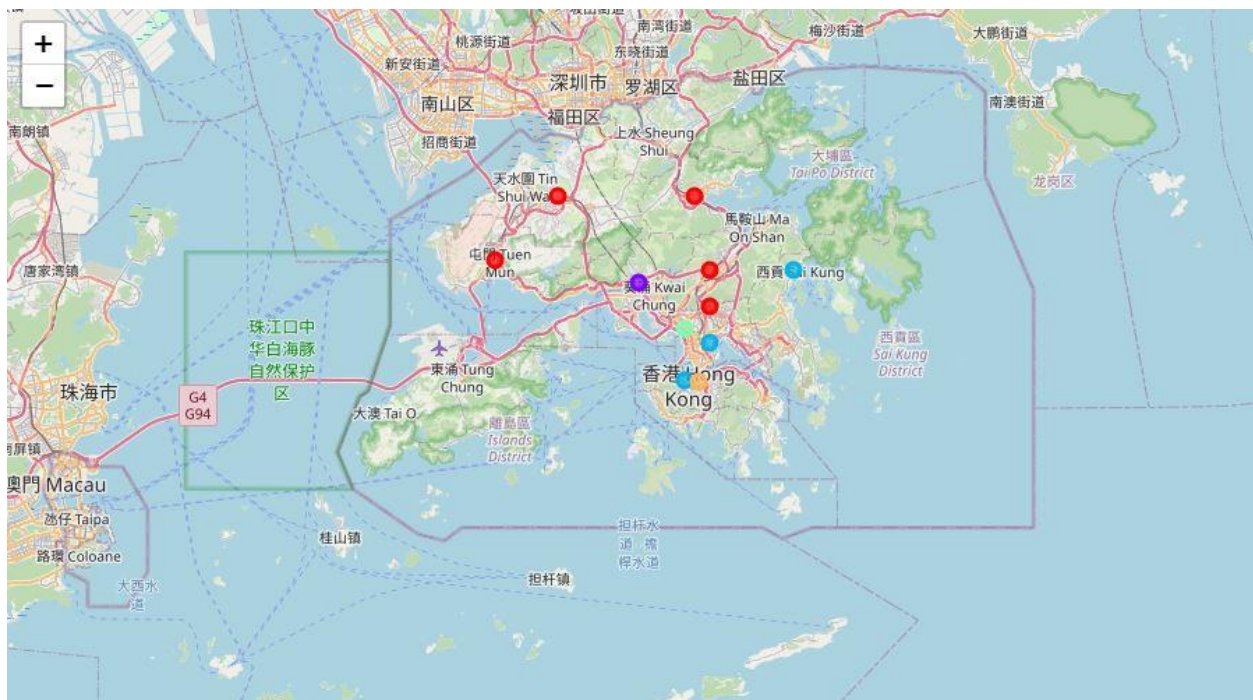 +
−
桃源街道
南湾街道
梅沙街道
大鹏街道
新安街道
东晓街道
深圳市
罗湖区
盐田区
南山区
南澳街道
福田区
南朗镇
招商街道
上水 Sheung
Shui
大埔區
Tai Po District
龙岗区
天水圍 Tin
馬鞍山 Ma
On Shan
唐家湾镇
屯門 Tuen
Mun
Kwai
Chung
珠江口中
华白海豚
自然保护
区
西貢區
Sai Kung
District
珠海市
G4
G94
東涌 Tung
Chung
香港 Hong
Kong
大澳 Tai O
離島區
Islands
District
南屏镇
澳門 Macau
氹仔 Taipa
路環 Coloane
大西水
道
桂山镇
担杆水
道
担杆镇